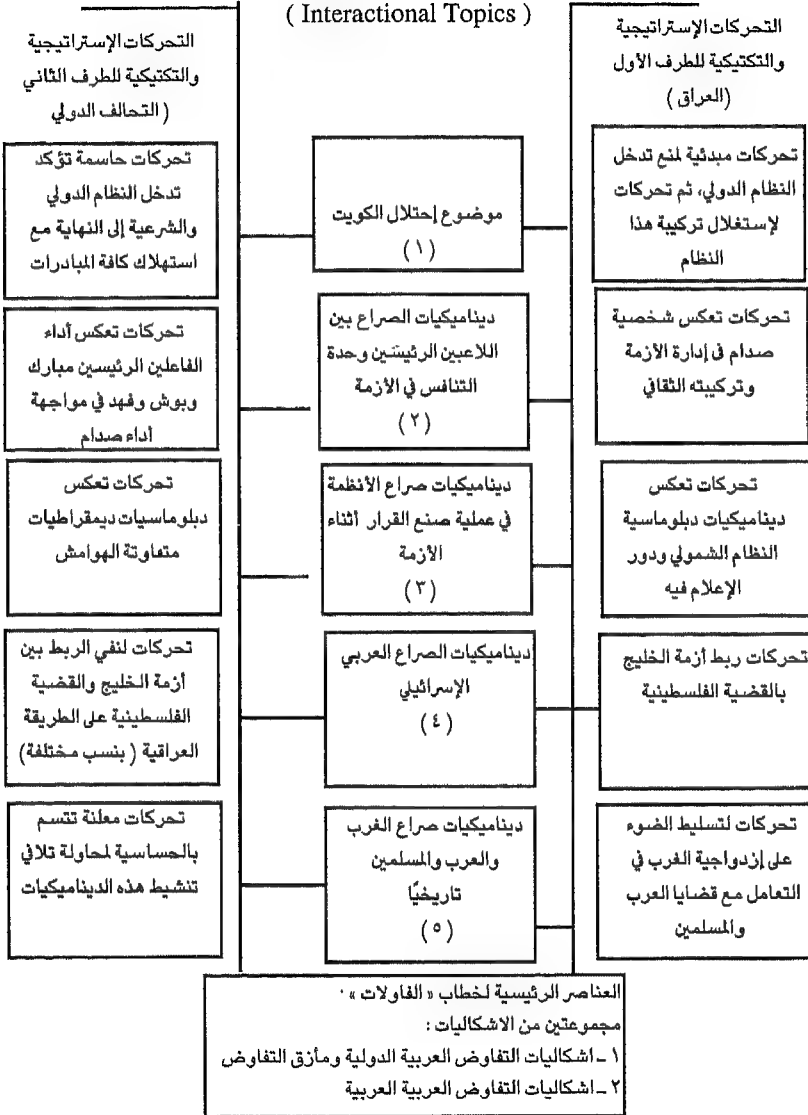 ( Interactional Topics )
التحركات الإستراتيجية
والتكتيكية للطرف الأول
(العراق )
التحركات الإستراتيجية
والتكتيكية للطرف الثاني
( التحالف الدولي
تحركات مبدئية لمنع تدخل
النظام الدولي، ثم تحركات
لإستغلال تركيبة هذا
النظام
موضوع إحتلال الكويت
( ١ )
تحركات حاسمة تؤكد
تدخل النظام الدولي
والشرعية إلى النهاية مع
استهلاك كافة المبادرات
تحركات تعكس شخصية
صدام في إدارة الأزمة
وتركيبته الثقافي
ديناميكيات الصراع بين
اللاعبين الرئيسين وحدة
التنافس في الأزمة
( ٢ )
تحركات تعكس أداء
الفاعلين الرئيسين مبارك
وبوش وفهد في مواجهة
أداء صدام
تحركات تعكس
ديناميكيات دبلوماسية
النظام الشمولي ودور
الإعلام فيه
ديناميكيات صراع الأنظمة
في عملية صنع القرار أثناء
الأزمة
( ٣ )
تحركات تعكس
دبلوماسيات ديمقراطيات
متفاوتة الهوامش
تحركات ربط أزمة الخليج
بالقضية الفلسطينية
ديناميكيات الصراع العربي
الإسرائيلي
( ٤ )
تحركات لنفي الربط بين
أزمة الخليج والقضية
الفلسطينية على الطريقة
العراقية ( بنسب مختلفة)
تحركات لتسليط الضوء
على إزدواجية الغرب في
التعامل مع قضايا العرب
والمسلمين
ديناميكيات صراع الغرب
والعرب والمسلمين
تاريخيًا
( ٥ )
تحركات معلنة تتسم
بالحساسية لمحاولة تلافي
تنشيط هذه الديناميكيات
العناصر الرئيسية لخطاب « الفاولات » ٠
مجموعتين من الاشكاليات :
١ ـ اشكاليات التفاوض العربية الدولية ومأزق التفاوض
٢ ـ اشكاليات التفاوض العربية العربية